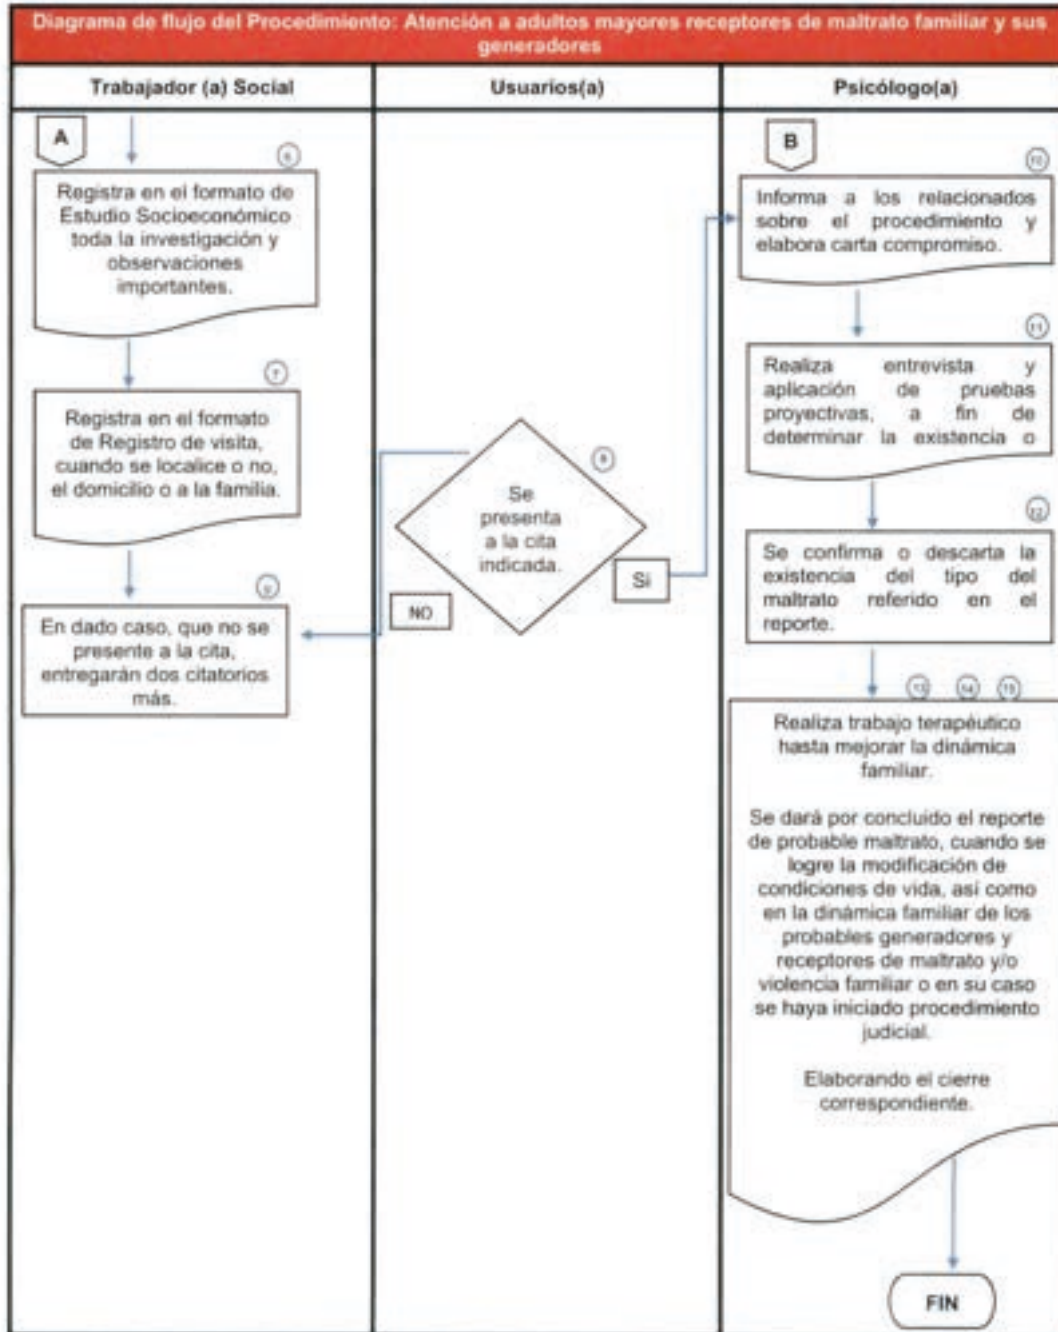 Diagrama de flujo del Procedimiento: Atención a adultos mayores receptores de maltrato familiar y sus
generadores
Trabajador (a) Social
Usuarios(a)
Psicólogo(a)
A
6
Registra en el formato de
Estudio Socioeconómico
toda la investigación y
observaciones
importantes.
7
Registra en el formato
de Registro de visita,
cuando se localice o no,
el domicilio o a la familia.
En dado caso, que no se
presente a la cita,
entregarán dos citatorios
más.
Se
presenta
a la cita
indicada.
NO
Si
B
10
Informa a los relacionados
sobre el procedimiento y
elabora carta compromiso.
11
Realiza entrevista y
aplicación de pruebas
proyectivas, a fin de
determinar la existencia o
12
Se confirma o descarta la
existencia del tipo del
maltrato referido en el
reporte.
13 14 15
Realiza trabajo terapéutico
hasta mejorar la dinámica
familiar.
Se dará por concluido el reporte
de probable maltrato, cuando se
logre la modificación de
condiciones de vida, así como
en la dinámica familiar de los
probables generadores y
receptores de maltrato y/o
violencia familiar o en su caso
se haya iniciado procedimiento
judicial.
Elaborando el cierre
correspondiente.
FIN